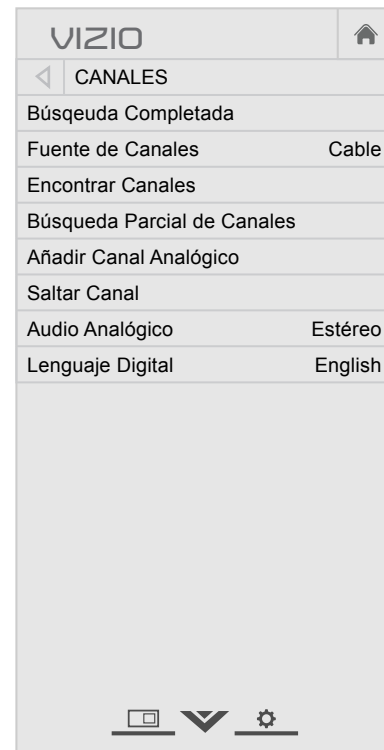 VIZIO
CANALES
Búsqeuda Completada
Fuente de Canales Cable
Encontrar Canales
Búsqueda Parcial de Canales
Añadir Canal Analógico
Saltar Canal
Audio Analógico Estéreo
Lenguaje Digital English